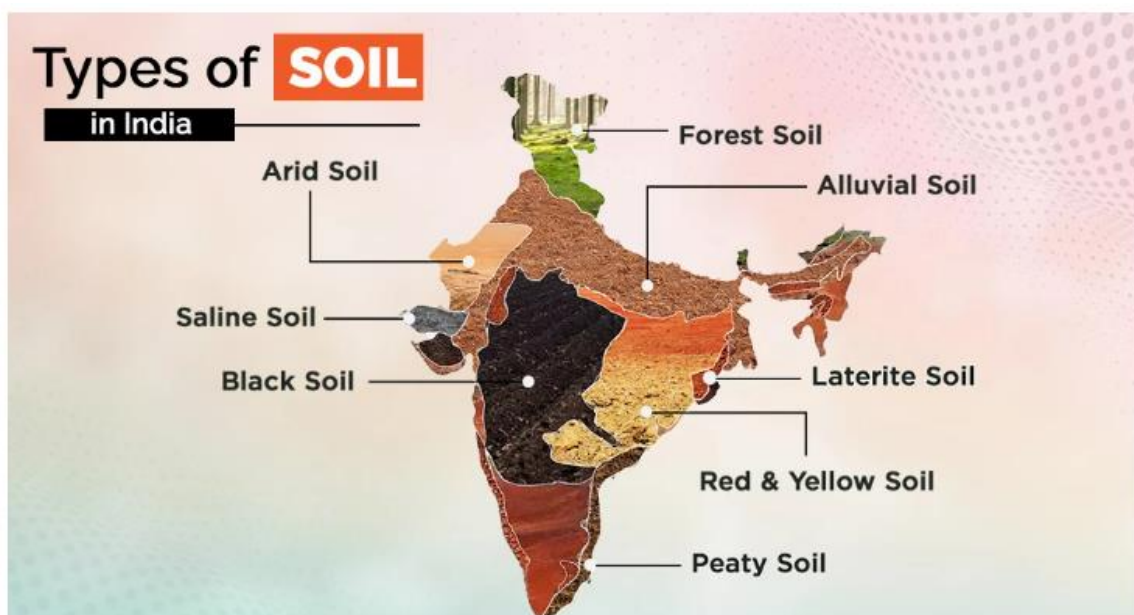 Types of SOIL
in India
Forest Soil
Arid Soil
Alluvial Soil
Saline Soil
Black Soil
Laterite Soil
Red & Yellow Soil
Peaty Soil